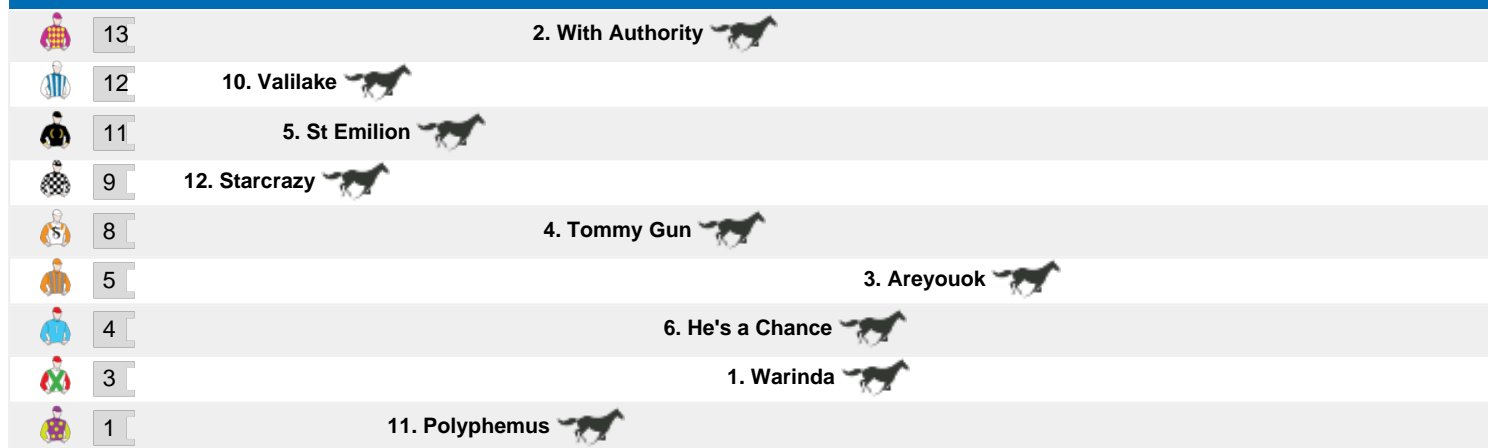 13 2. With Authority
12 10. Valilake
11 5. St Emilion
9 12. Starcrazy
8 4. Tommy Gun
5 3. Areyouok
4 6. He's a Chance
3 1. Warinda
1 11. Polyphemus